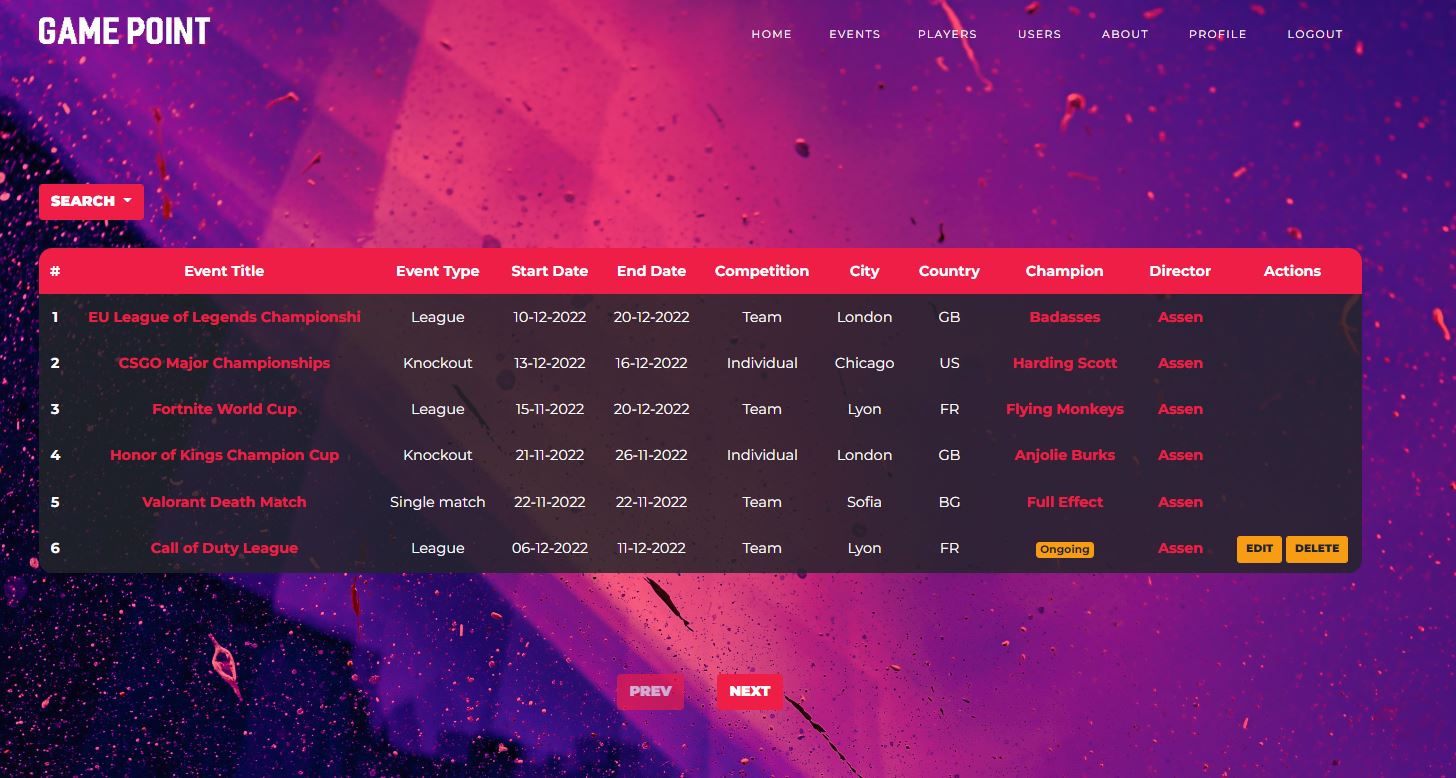 GAME POINT HOME EVENTS PLAYERS USERS ABOUT PROFILE LOGOUT
SEARCH
# Event Title Event Type Start Date End Date Competition City Country Champion Director Actions
1 EU League of Legends Championshi League 10-12-2022 20-12-2022 Team London GB Badasses Assen
2 CSGO Major Championships Knockout 13-12-2022 16-12-2022 Individual Chicago US Harding Scott Assen
3 Fortnite World Cup League 15-11-2022 20-12-2022 Team Lyon FR Flying Monkeys Assen
4 Honor of Kings Champion Cup Knockout 21-11-2022 26-11-2022 Individual London GB Anjolie Burks Assen
5 Valorant Death Match Single match 22-11-2022 22-11-2022 Team Sofia BG Full Effect Assen
6 Call of Duty League League 06-12-2022 11-12-2022 Team Lyon FR Ongoing Assen EDIT DELETE
PREV NEXT